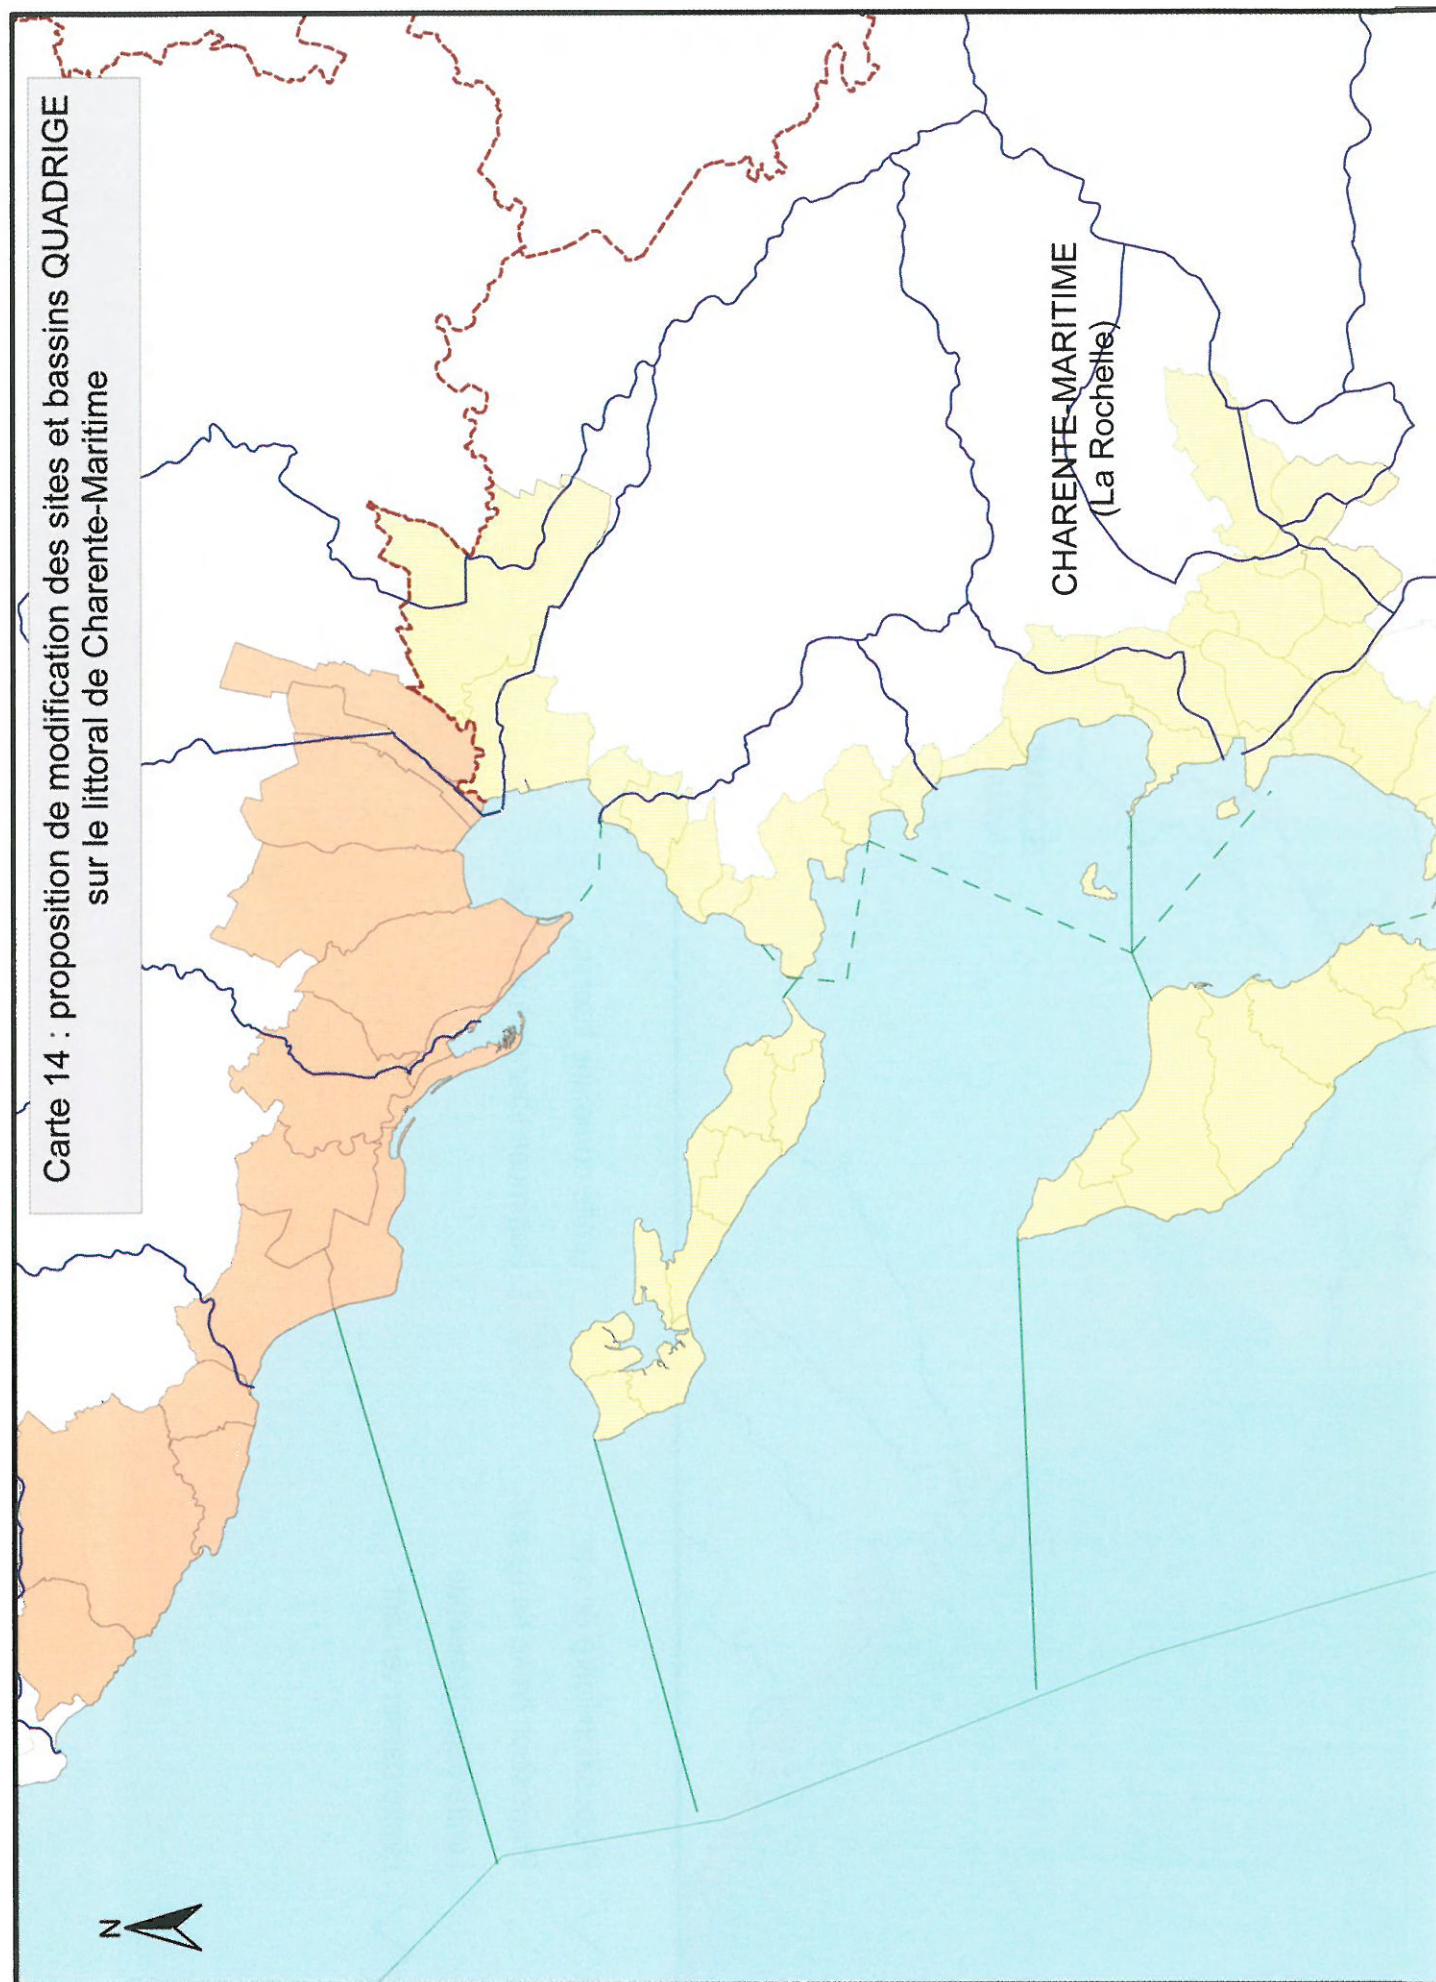 Carte 14 : proposition de modification des sites et bassins QUADRIGE
sur le littoral de Charente-Maritime
CHARENTE-MARITIME
(La Rochelle)
N